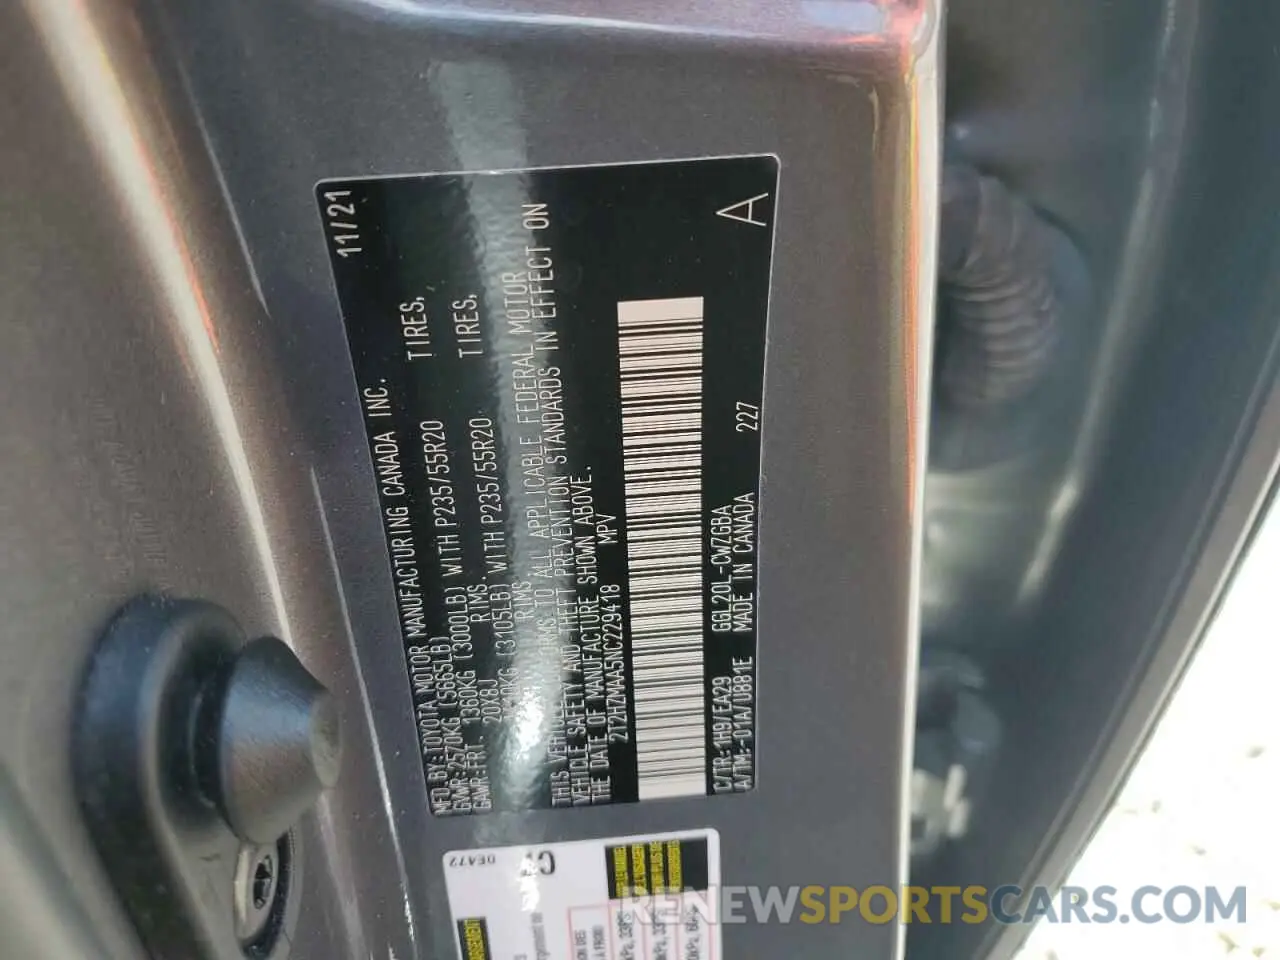 11/21
MFD. BY: TOYOTA MOTOR MANUFACTURING CANADA INC.
GVWR: 2570KG (5665LB)
GAWR: FRT 1360KG (3000LB) WITH P235/55R20 TIRES,
20X8J RIMS,
(3105LB) WITH P235/55R20 TIRES,
RIMS,
THIS VEHICLE CONFORMS TO ALL APPLICABLE FEDERAL MOTOR
VEHICLE SAFETY AND THEFT PREVENTION STANDARDS IN EFFECT ON
THE DATE OF MANUFACTURE SHOWN ABOVE.
2T2HZMAA5NC229418 MPV
A
C/TR: 1H9/EA29 GGL20L-CWZGBA 227
A/TM: -01A/U881E MADE IN CANADA
0E472
RENEWSPORTSCARS.COM